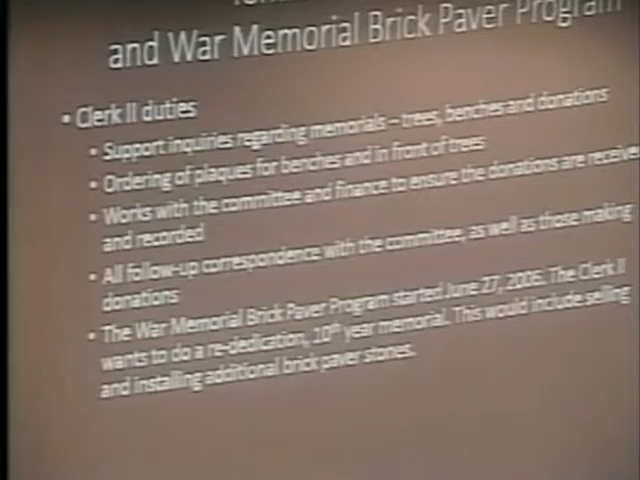 and War Memorial Brick Paver Program
• Clerk II duties
• Support inquiries regarding memorials – trees, benches and donations
• Ordering of plaques for benches and in front of trees
• Works with the committee and finance to ensure the donations are receive
and recorded
• All follow-up correspondence with the committee, as well as those making
donations
• The War Memorial Brick Paver Program started June 27, 2005. The Clerk II
wants to do a re-dedication, 10th year memorial. This would include selling
and installing additional brick paver stones.